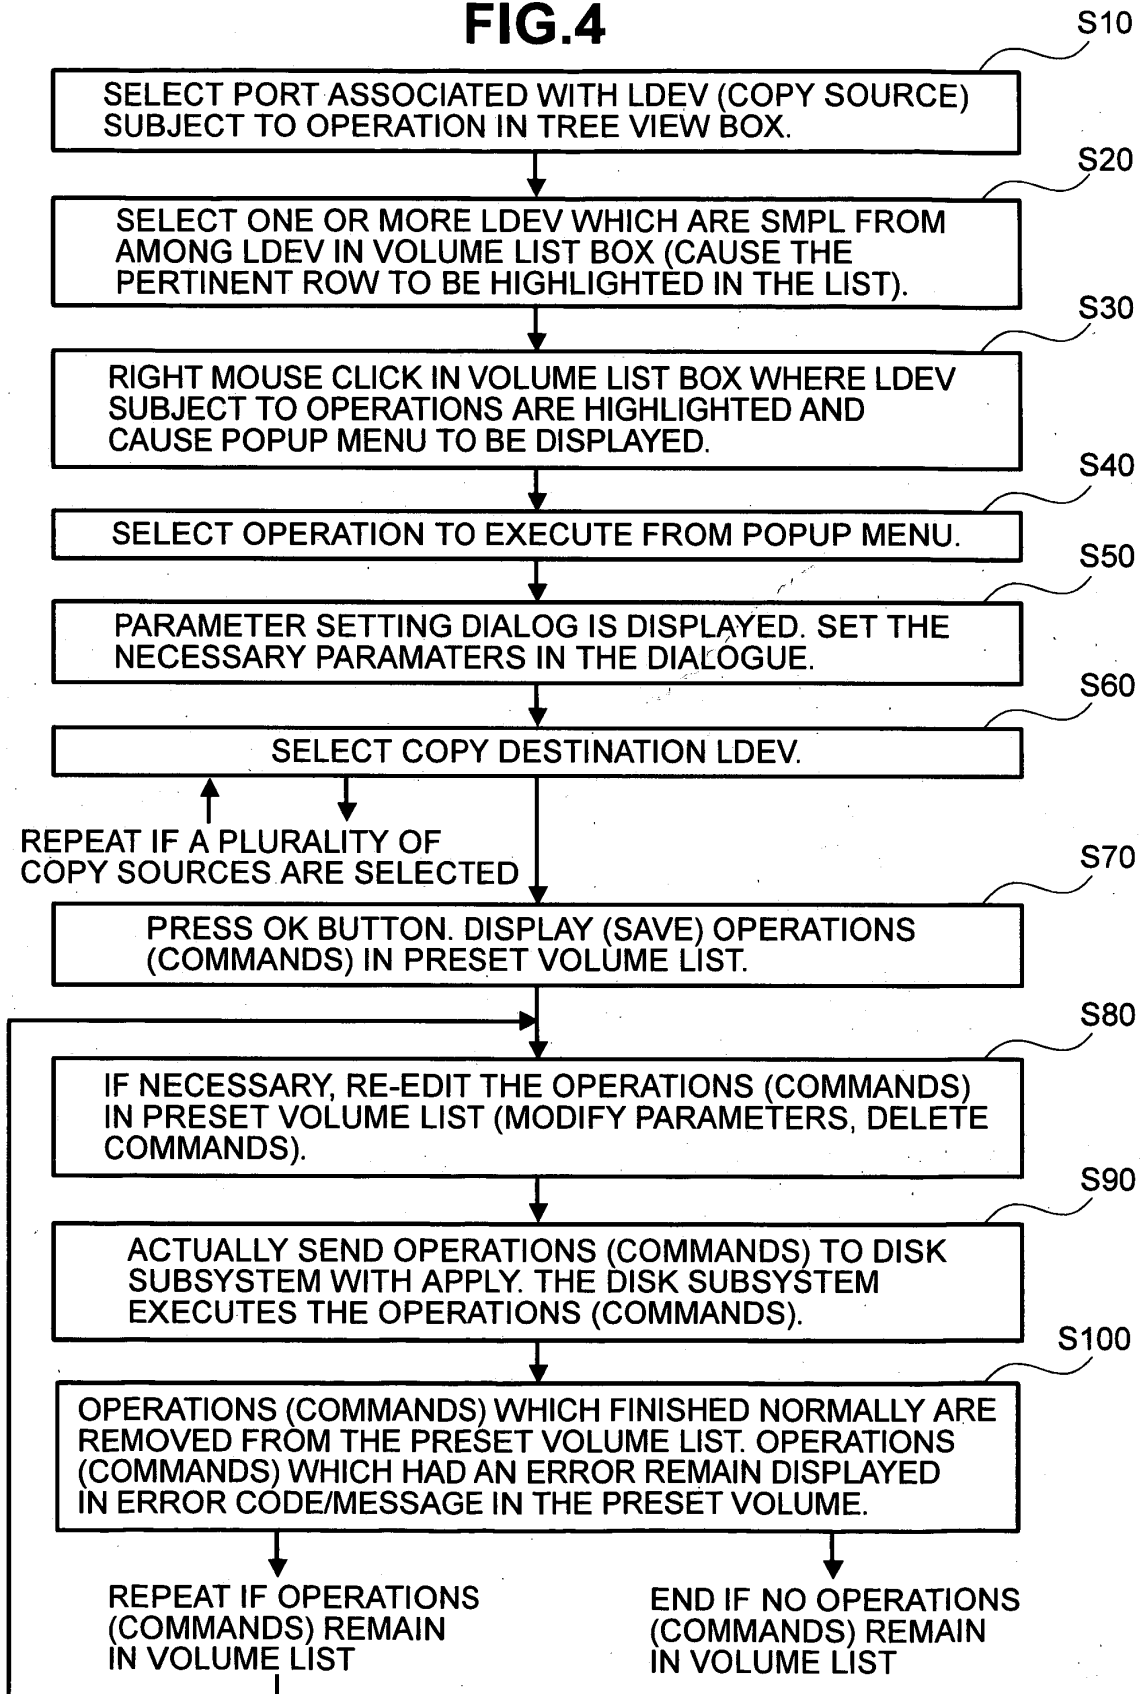 FIG.4
S10
SELECT PORT ASSOCIATED WITH LDEV (COPY SOURCE)
SUBJECT TO OPERATION IN TREE VIEW BOX.
S20
SELECT ONE OR MORE LDEV WHICH ARE SMPL FROM
AMONG LDEV IN VOLUME LIST BOX (CAUSE THE
PERTINENT ROW TO BE HIGHLIGHTED IN THE LIST).
S30
RIGHT MOUSE CLICK IN VOLUME LIST BOX WHERE LDEV
SUBJECT TO OPERATIONS ARE HIGHLIGHTED AND
CAUSE POPUP MENU TO BE DISPLAYED.
S40
SELECT OPERATION TO EXECUTE FROM POPUP MENU.
S50
PARAMETER SETTING DIALOG IS DISPLAYED. SET THE
NECESSARY PARAMATERS IN THE DIALOGUE.
S60
SELECT COPY DESTINATION LDEV.
REPEAT IF A PLURALITY OF
COPY SOURCES ARE SELECTED
S70
PRESS OK BUTTON. DISPLAY (SAVE) OPERATIONS
(COMMANDS) IN PRESET VOLUME LIST.
S80
IF NECESSARY, RE-EDIT THE OPERATIONS (COMMANDS)
IN PRESET VOLUME LIST (MODIFY PARAMETERS, DELETE
COMMANDS).
S90
ACTUALLY SEND OPERATIONS (COMMANDS) TO DISK
SUBSYSTEM WITH APPLY. THE DISK SUBSYSTEM
EXECUTES THE OPERATIONS (COMMANDS).
S100
OPERATIONS (COMMANDS) WHICH FINISHED NORMALLY ARE
REMOVED FROM THE PRESET VOLUME LIST. OPERATIONS
(COMMANDS) WHICH HAD AN ERROR REMAIN DISPLAYED
IN ERROR CODE/MESSAGE IN THE PRESET VOLUME.
REPEAT IF OPERATIONS
(COMMANDS) REMAIN
IN VOLUME LIST
END IF NO OPERATIONS
(COMMANDS) REMAIN
IN VOLUME LIST